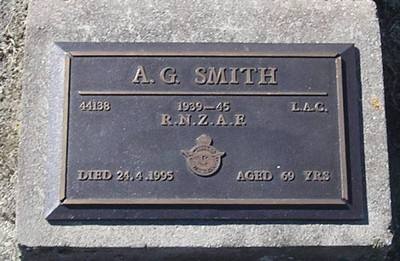 A. G. SMITH
44138 1939—45 L.A.C.
R.N.Z.A.F.
DIED 24.4.1995 AGED 69 YRS